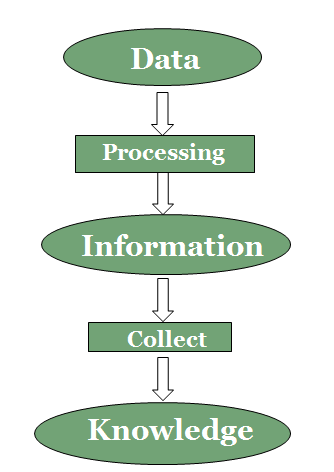 Data
Processing
Information
Collect
Knowledge